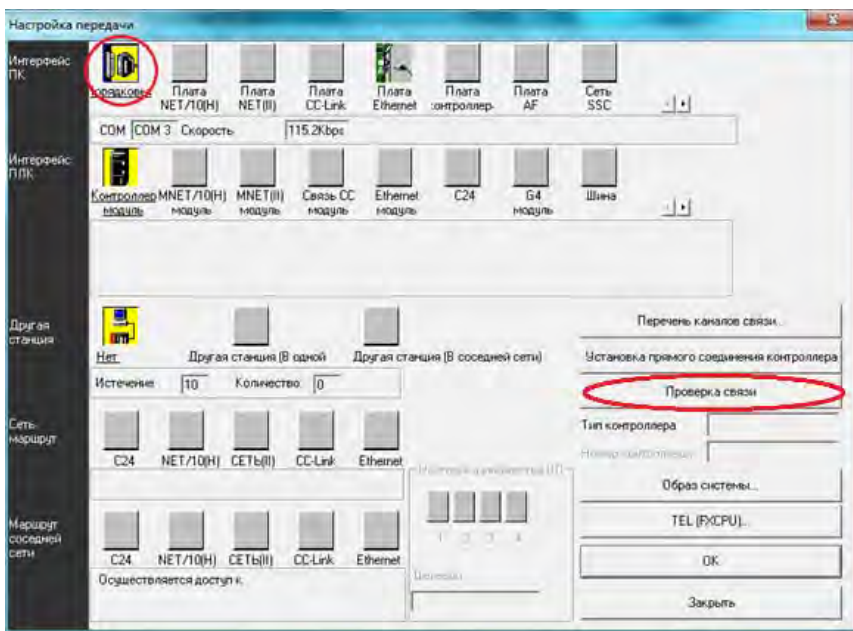 Настройка передачи
Интерфейс ПК
Порядковы
Плата NET/10(H)
Плата NET(II)
Плата CC-Link
Плата Ethernet
Плата контроллер.
Плата AF
Сеть SSC
COM COM 3 Скорость 115.2Kbps
Интерфейс ПЛК
Контроллер модуль
MNET/10(H) модуль
MNET(II) модуль
Связь CC модуль
Ethernet модуль
C24
G4 модуль
Шина
Другая станция
Нет
Другая станция (В одной
Другая станция (В соседней сети)
Истечение 10 Количество 0
Перечень каналов связи...
Установка прямого соединения контроллера
Проверка связи
Тип контроллера
Сеть маршрут
C24
NET/10(H)
СЕТЬ(II)
CC-Link
Ethernet
Образ системы...
TEL (FXCPU)...
OK
Закрыть
Маршрут соседней сети
C24
NET/10(H)
СЕТЬ(II)
CC-Link
Ethernet
1 2 3 4
Осуществляется доступ к.